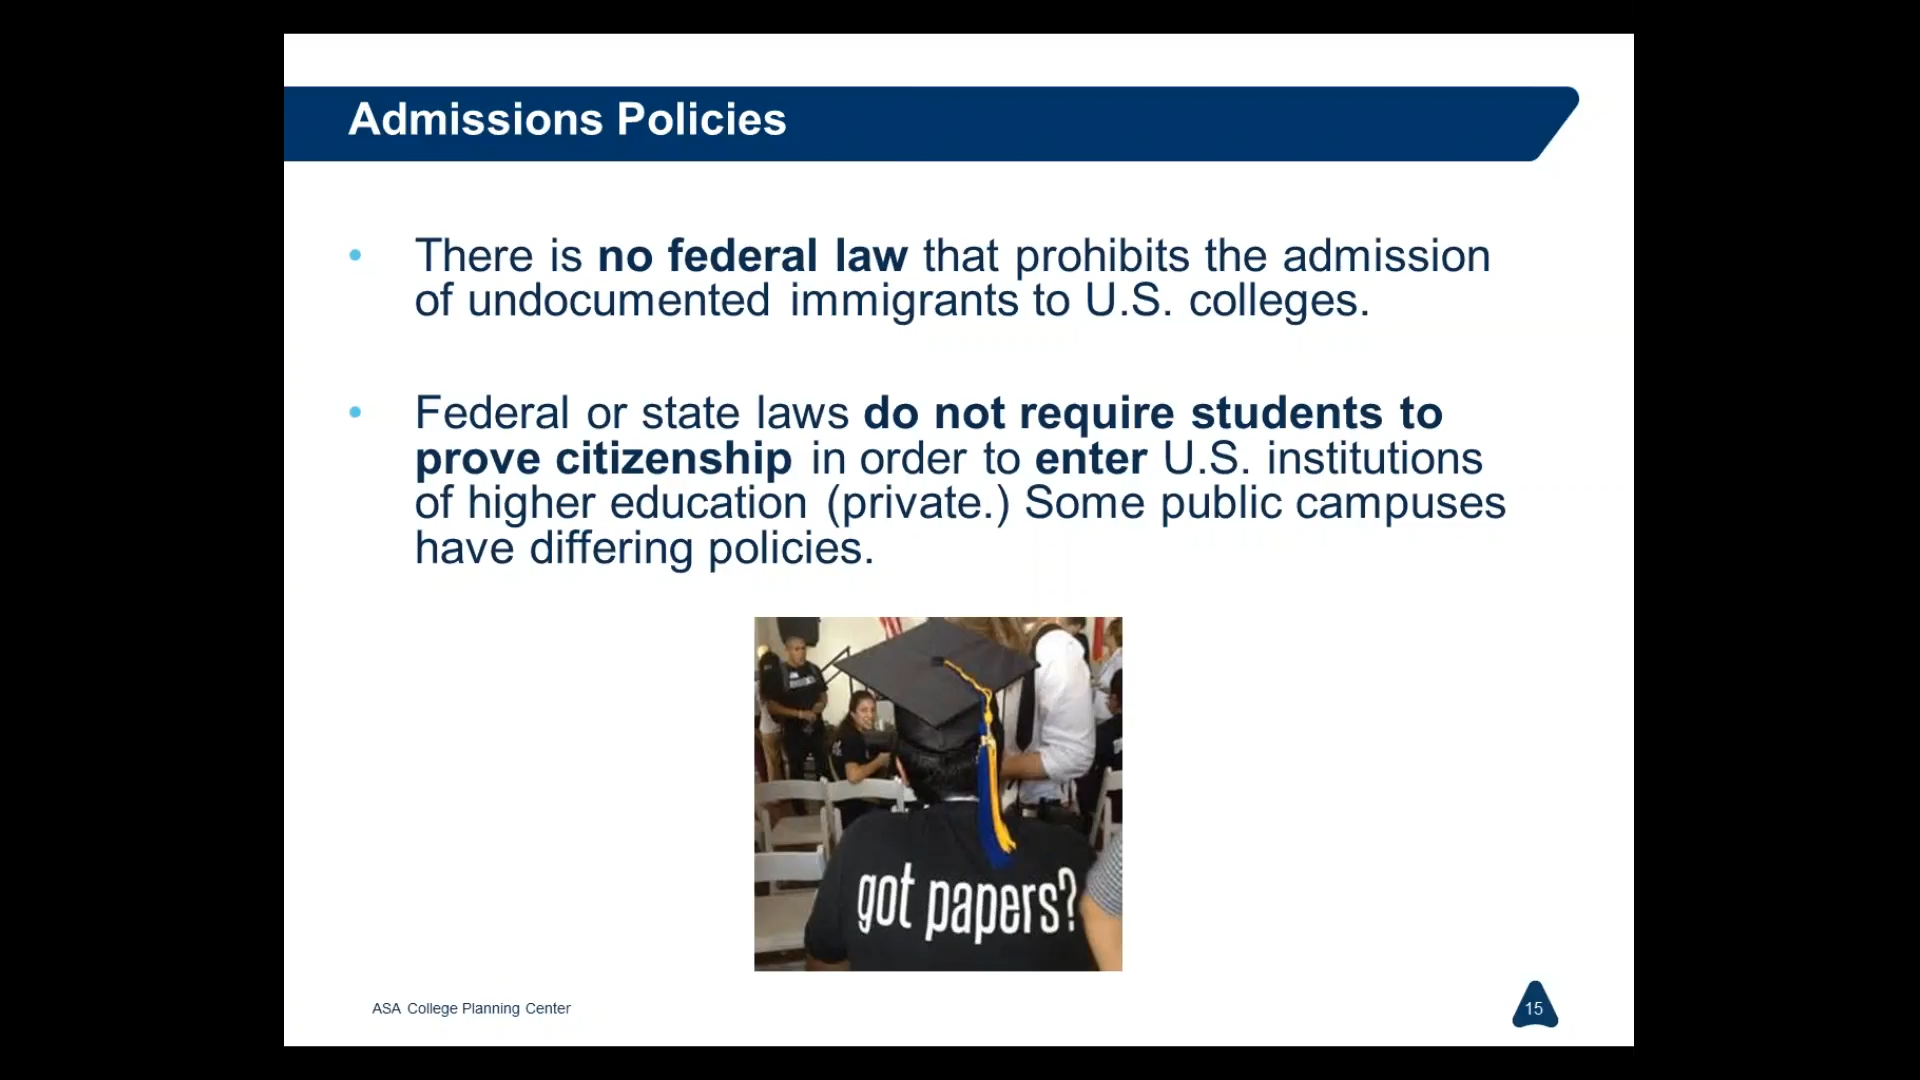 Admissions Policies
• There is no federal law that prohibits the admission
of undocumented immigrants to U.S. colleges.
• Federal or state laws do not require students to
prove citizenship in order to enter U.S. institutions
of higher education (private.) Some public campuses
have differing policies.
got papers?
ASA College Planning Center
15